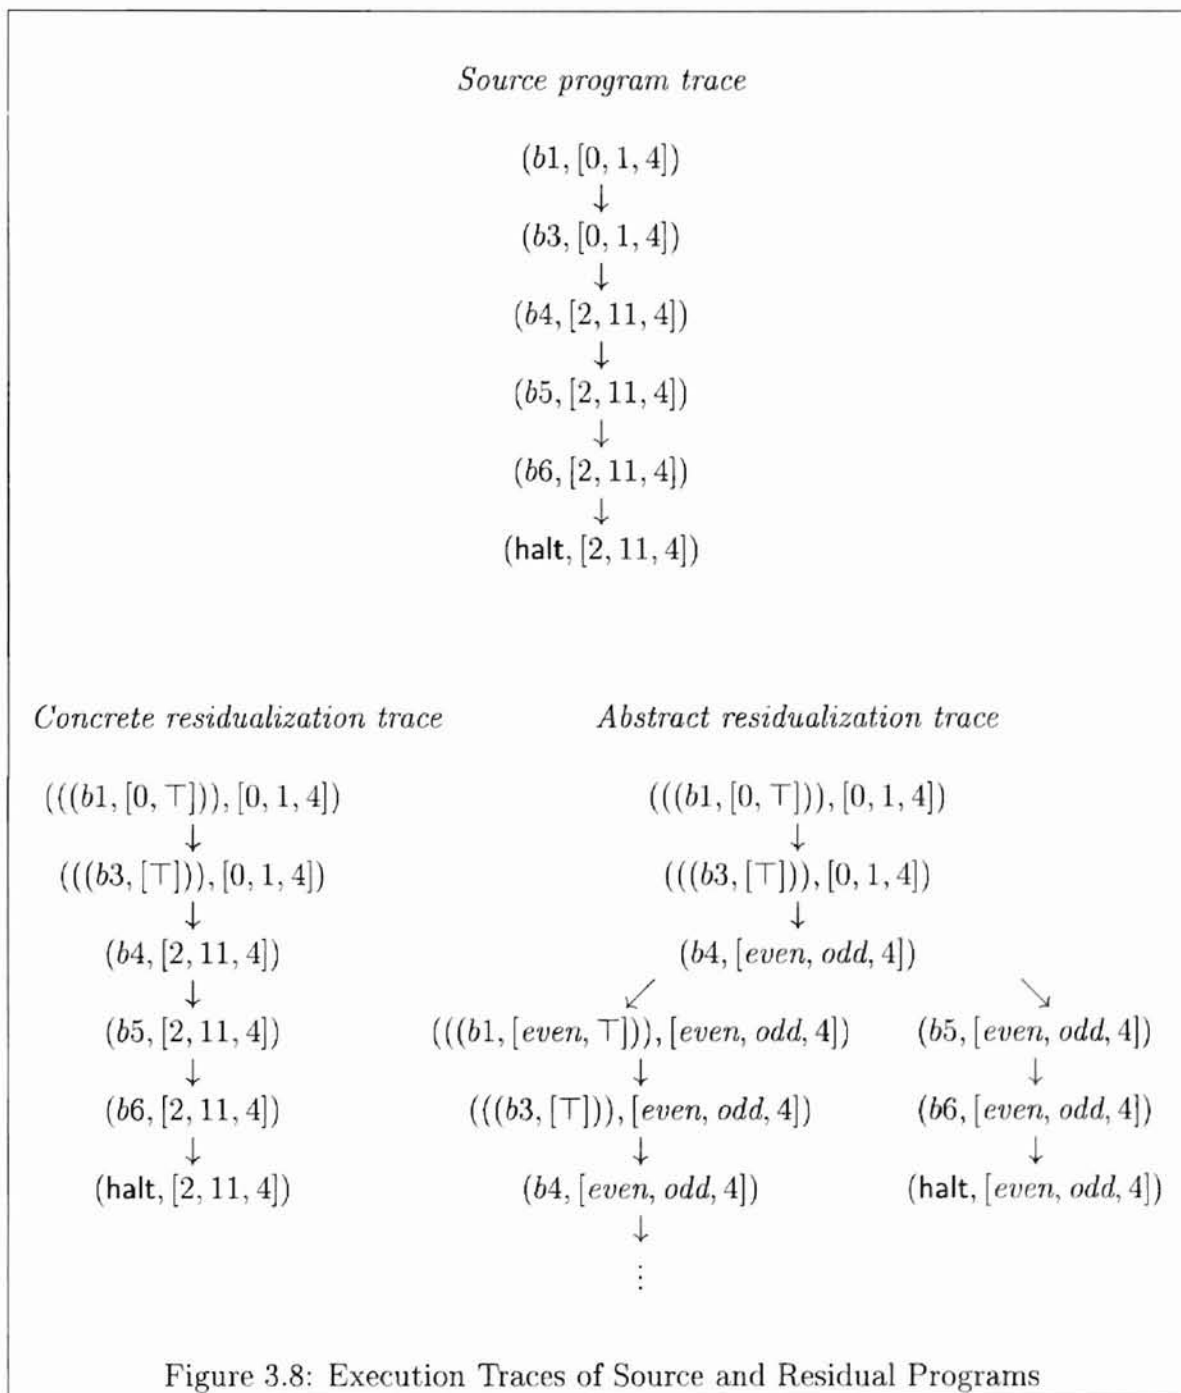 Source program trace
(b1, [0, 1, 4])
↓
(b3, [0, 1, 4])
↓
(b4, [2, 11, 4])
↓
(b5, [2, 11, 4])
↓
(b6, [2, 11, 4])
↓
(halt, [2, 11, 4])
Concrete residualization trace
(((b1, [0, ⊤])), [0, 1, 4])
↓
(((b3, [⊤])), [0, 1, 4])
↓
(b4, [2, 11, 4])
↓
(b5, [2, 11, 4])
↓
(b6, [2, 11, 4])
↓
(halt, [2, 11, 4])
Abstract residualization trace
(((b1, [0, ⊤])), [0, 1, 4])
↓
(((b3, [⊤])), [0, 1, 4])
↓
(b4, [even, odd, 4])
↙ ↘
(((b1, [even, ⊤])), [even, odd, 4])
↓
(((b3, [⊤])), [even, odd, 4])
↓
(b4, [even, odd, 4])
↓
⋮
(b5, [even, odd, 4])
↓
(b6, [even, odd, 4])
↓
(halt, [even, odd, 4])
Figure 3.8: Execution Traces of Source and Residual Programs